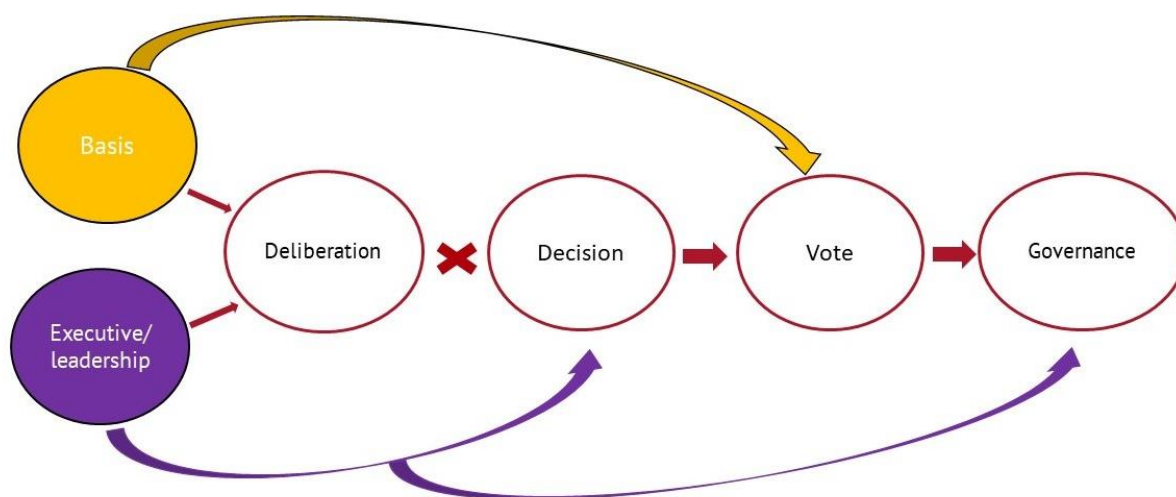 Basis
Deliberation
Decision
Vote
Governance
Executive/
leadership